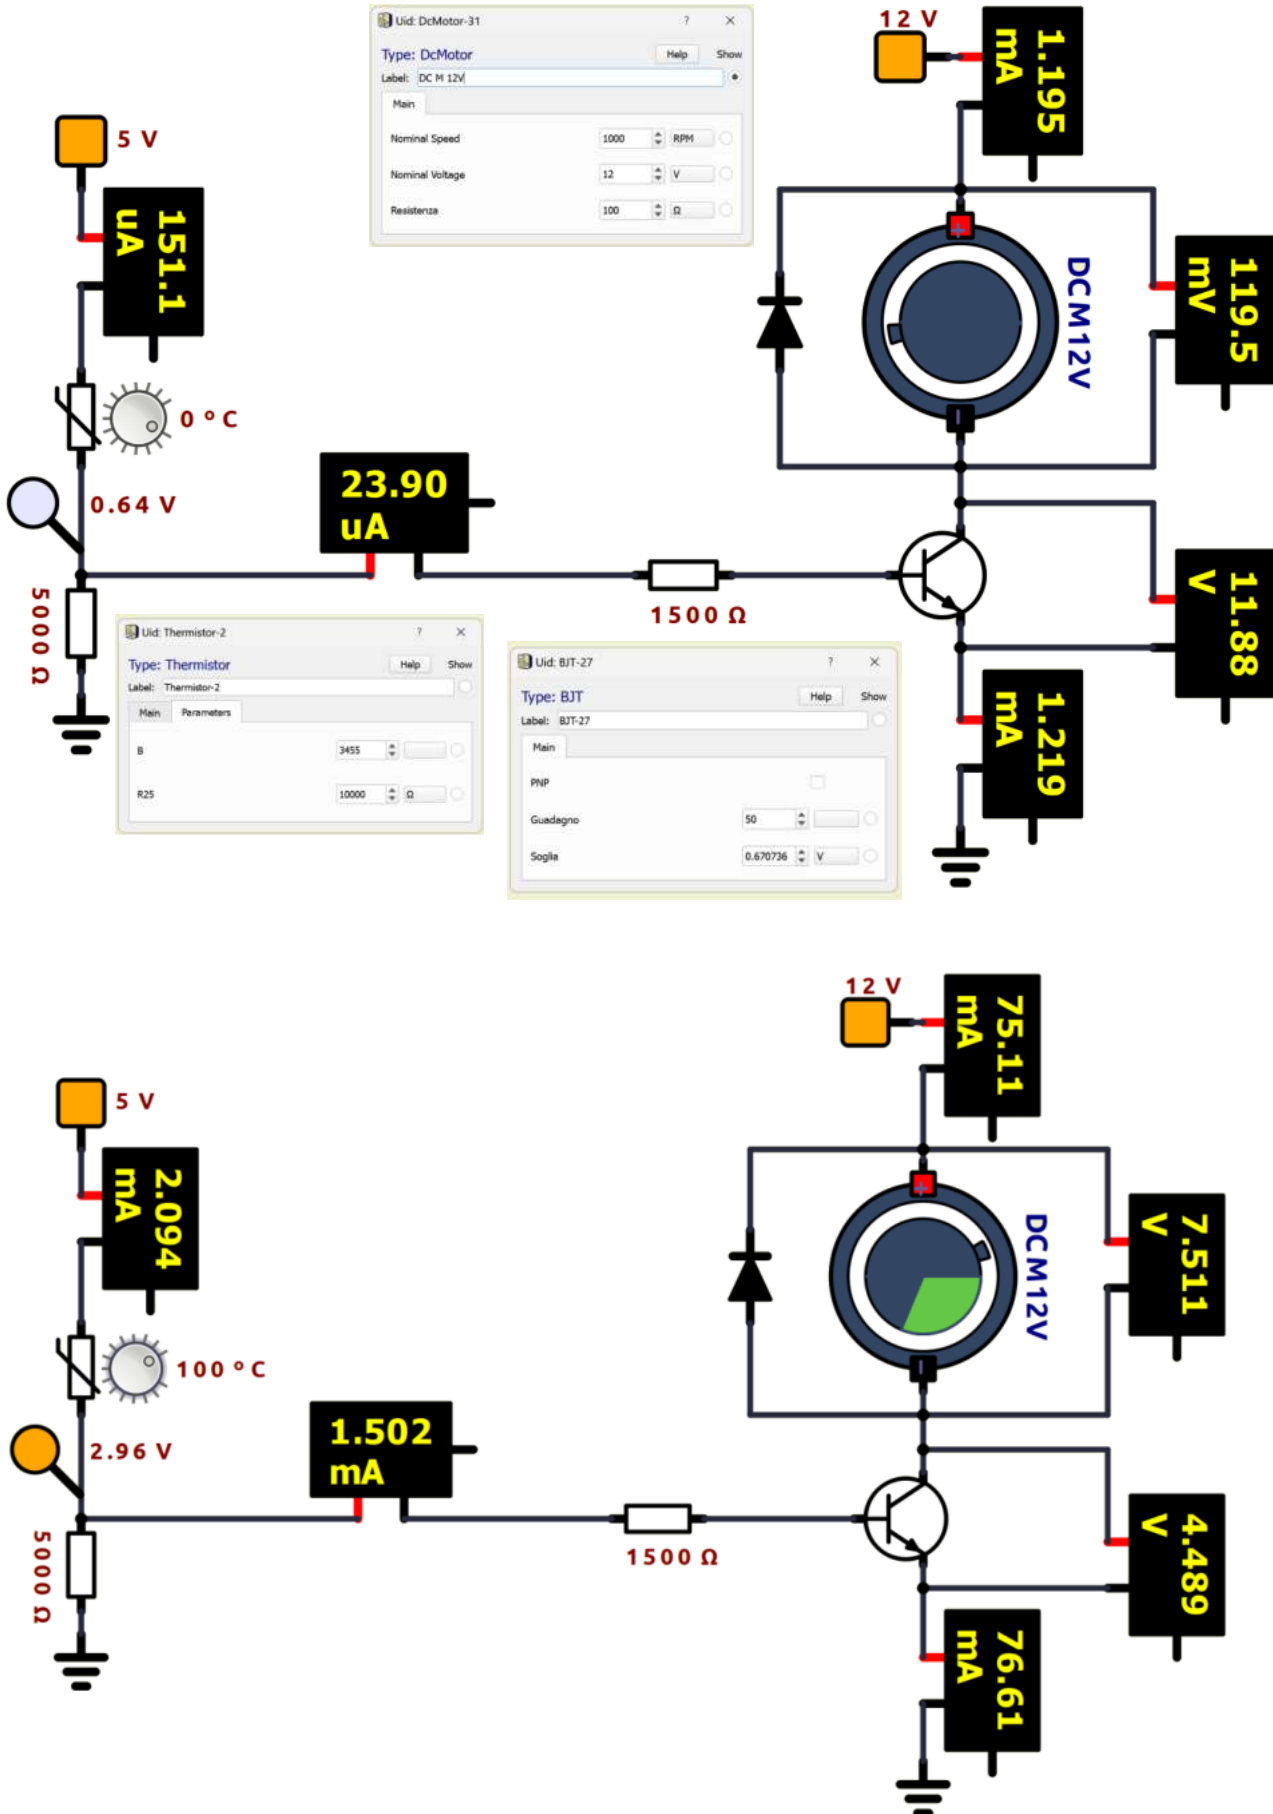 Uid: DcMotor-31
?
Type: DcMotor
Help
Show
Label:
DC M 12V
Main
Nominal Speed
1000
RPM
Nominal Voltage
12
V
Resistenza
100
Ω
12 V
1.195
mA
5 V
151.1
uA
DC M 12V
119.5
mV
0 ° C
0.64 V
23.90
uA
1500 Ω
5000 Ω
11.88
V
1.219
mA
Uid: Thermistor-2
?
Type: Thermistor
Help
Show
Label:
Thermistor-2
Main
Parameters
B
3455
R25
10000
Ω
Uid: BJT-27
?
Type: BJT
Help
Show
Label:
BJT-27
Main
PNP
Guadagno
50
Soglia
0.670736
V
12 V
75.11
mA
5 V
2.094
mA
DC M 12V
7.511
V
100 ° C
2.96 V
1.502
mA
1500 Ω
5000 Ω
4.489
V
76.61
mA